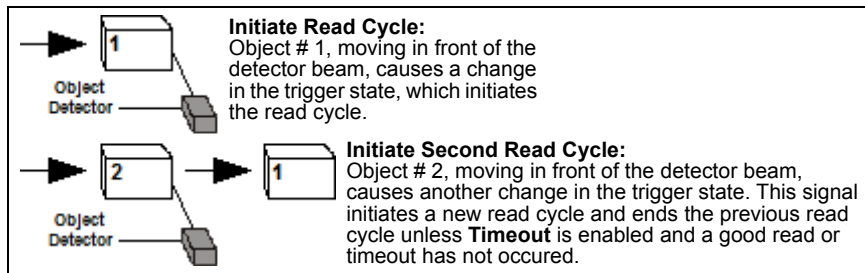 Initiate Read Cycle:
1
Object # 1, moving in front of the
detector beam, causes a change
in the trigger state, which initiates
the read cycle.
Object
Detector
Initiate Second Read Cycle:
2
1
Object # 2, moving in front of the detector beam,
causes another change in the trigger state. This signal
initiates a new read cycle and ends the previous read
cycle unless Timeout is enabled and a good read or
timeout has not occured.
Object
Detector